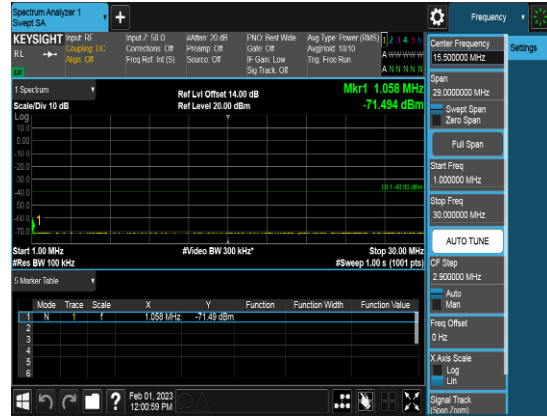 Spectrum Analyzer 1
Swept SA
+
Frequency
KEYSIGHT
RL
Input: RF
Coupling: DC
Align: Off
Input Z: 50 Ω
Corrections: Off
Freq Ref: Int (S)
#Atten: 20 dB
Preamp: Off
Source: Off
PNO: Best Wide
Gate: Off
IF Gain: Low
Sig Track: Off
Avg Type: Power (RMS)
Avg|Hold: 10/10
Trig: Free Run
1 2 3 4 5 6
A W W W W W
A N N N N N
LXI
1 Spectrum
Scale/Div 10 dB
Ref Lvl Offset 14.00 dB
Ref Level 20.00 dBm
Mkr1 1.058 MHz
-71.494 dBm
Log
10.0
0.00
-10.0
-20.0
-30.0
-40.0
-50.0
-60.0
-70.0
DL1 -40.00 dBm
1
Start 1.00 MHz
#Res BW 100 kHz
#Video BW 300 kHz*
Stop 30.00 MHz
#Sweep 1.00 s (1001 pts)
5 Marker Table
Mode Trace Scale X Y Function Function Width Function Value
1 N 1 f 1.058 MHz -71.49 dBm
2
3
4
5
6
Feb 01, 2023
12:00:59 PM
?
Center Frequency
15.500000 MHz
Settings
Span
29.0000000 MHz
Swept Span
Zero Span
Full Span
Start Freq
1.000000 MHz
Stop Freq
30.000000 MHz
AUTO TUNE
CF Step
2.900000 MHz
Auto
Man
Freq Offset
0 Hz
X Axis Scale
Log
Lin
Signal Track
(Span Zoom)